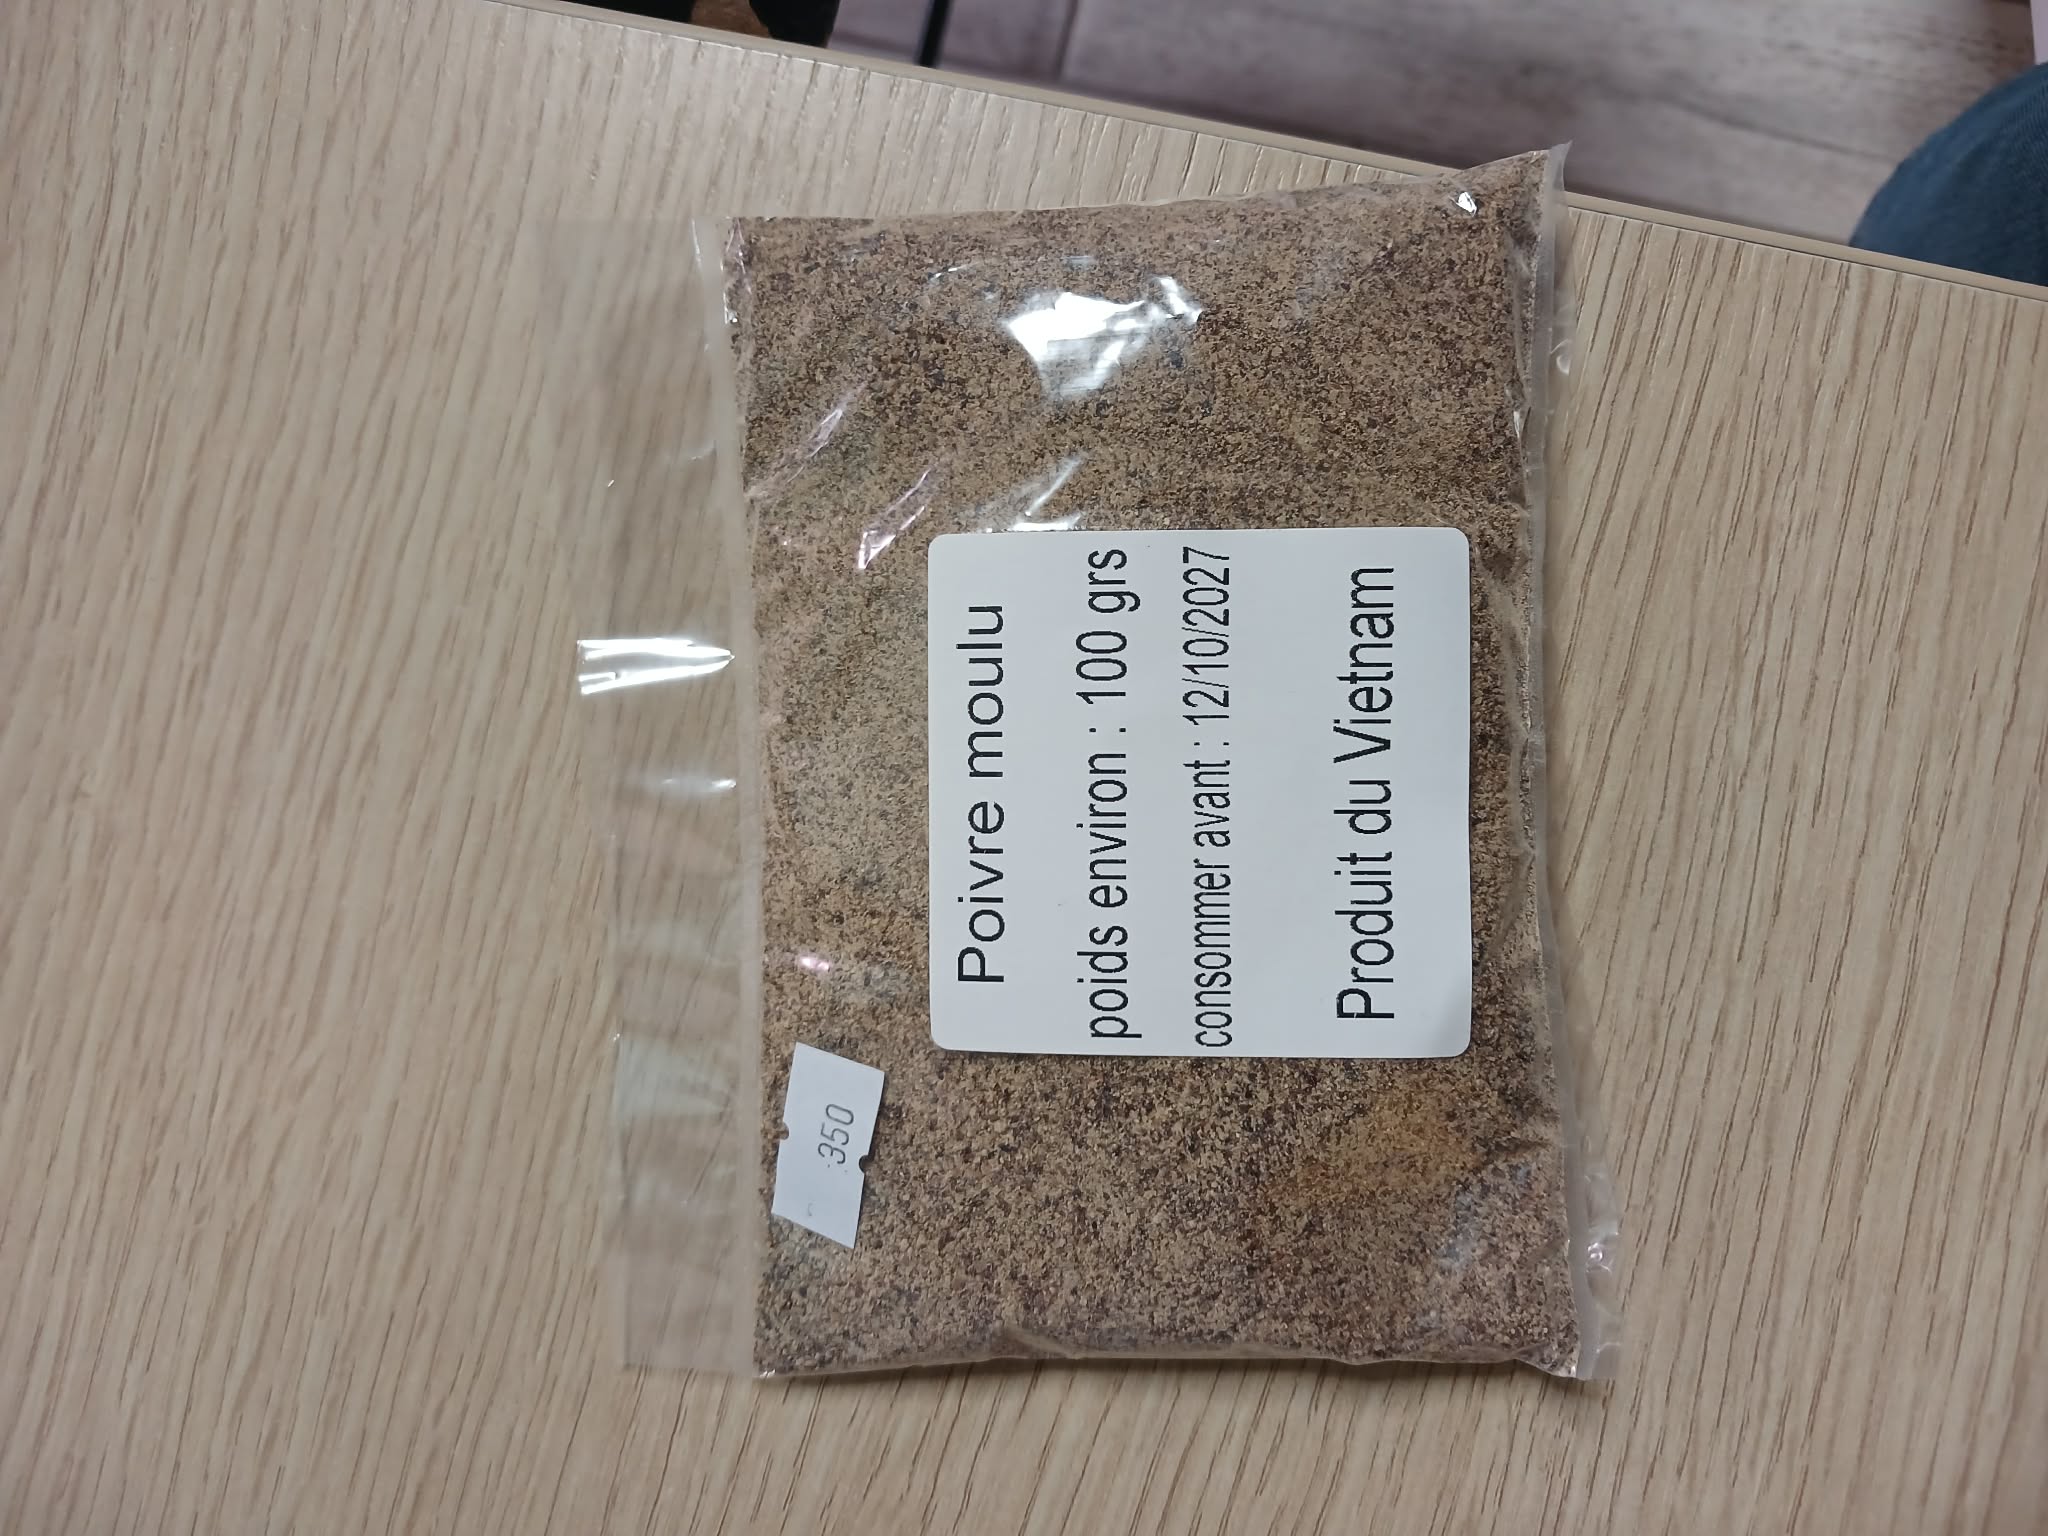 Poivre moulu
poids environ : 100 grs
consommer avant : 12/10/2027
Produit du Vietnam
350